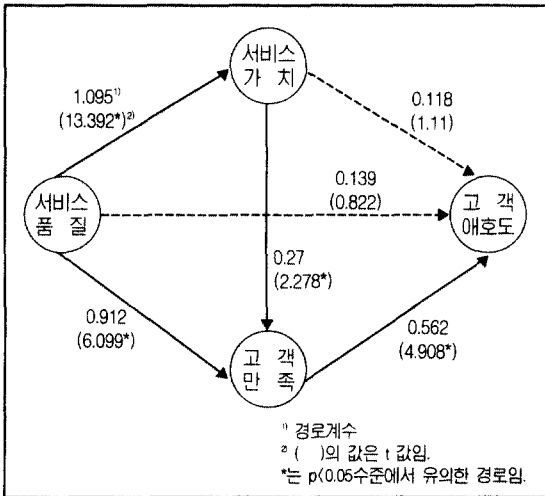 서비스
가 치
1.095¹⁾
(13.392*)²⁾
0.118
(1.11)
서비스
품 질
0.139
(0.822)
고 객
애호도
0.27
(2.278*)
0.912
(6.099*)
0.562
(4.908*)
고 객
만 족
¹⁾ 경로계수
²⁾ ( )의 값은 t 값임.
*는 p<0.05수준에서 유의한 경로임.